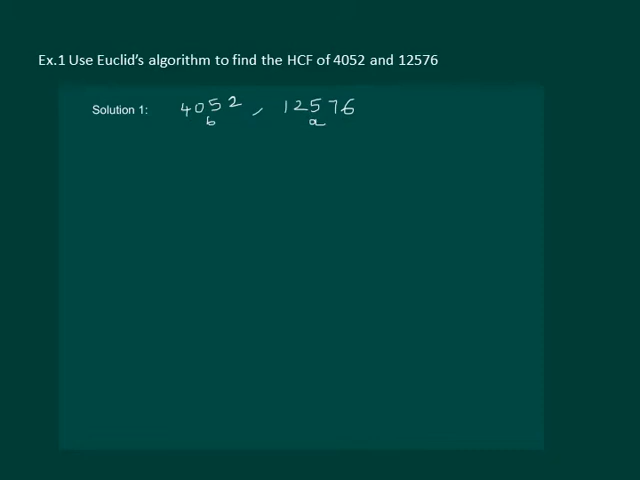 Ex.1 Use Euclid's algorithm to find the HCF of 4052 and 12576
Solution 1: 4052 , 12576
b a